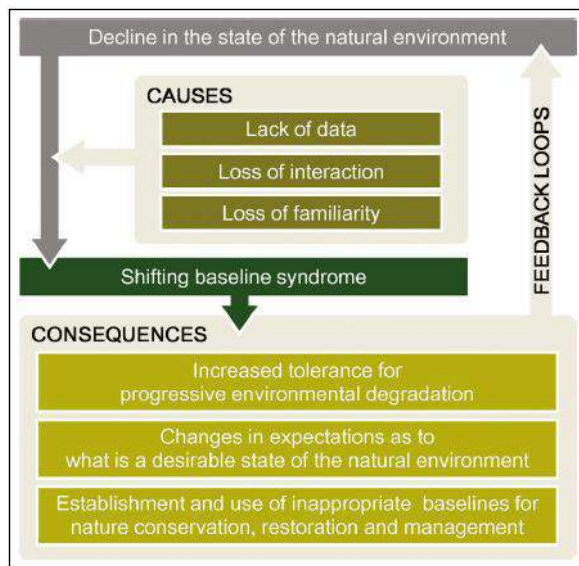 Decline in the state of the natural environment
CAUSES
Lack of data
Loss of interaction
Loss of familiarity
FEEDBACK LOOPS
Shifting baseline syndrome
CONSEQUENCES
Increased tolerance for
progressive environmental degradation
Changes in expectations as to
what is a desirable state of the natural environment
Establishment and use of inappropriate baselines for
nature conservation, restoration and management